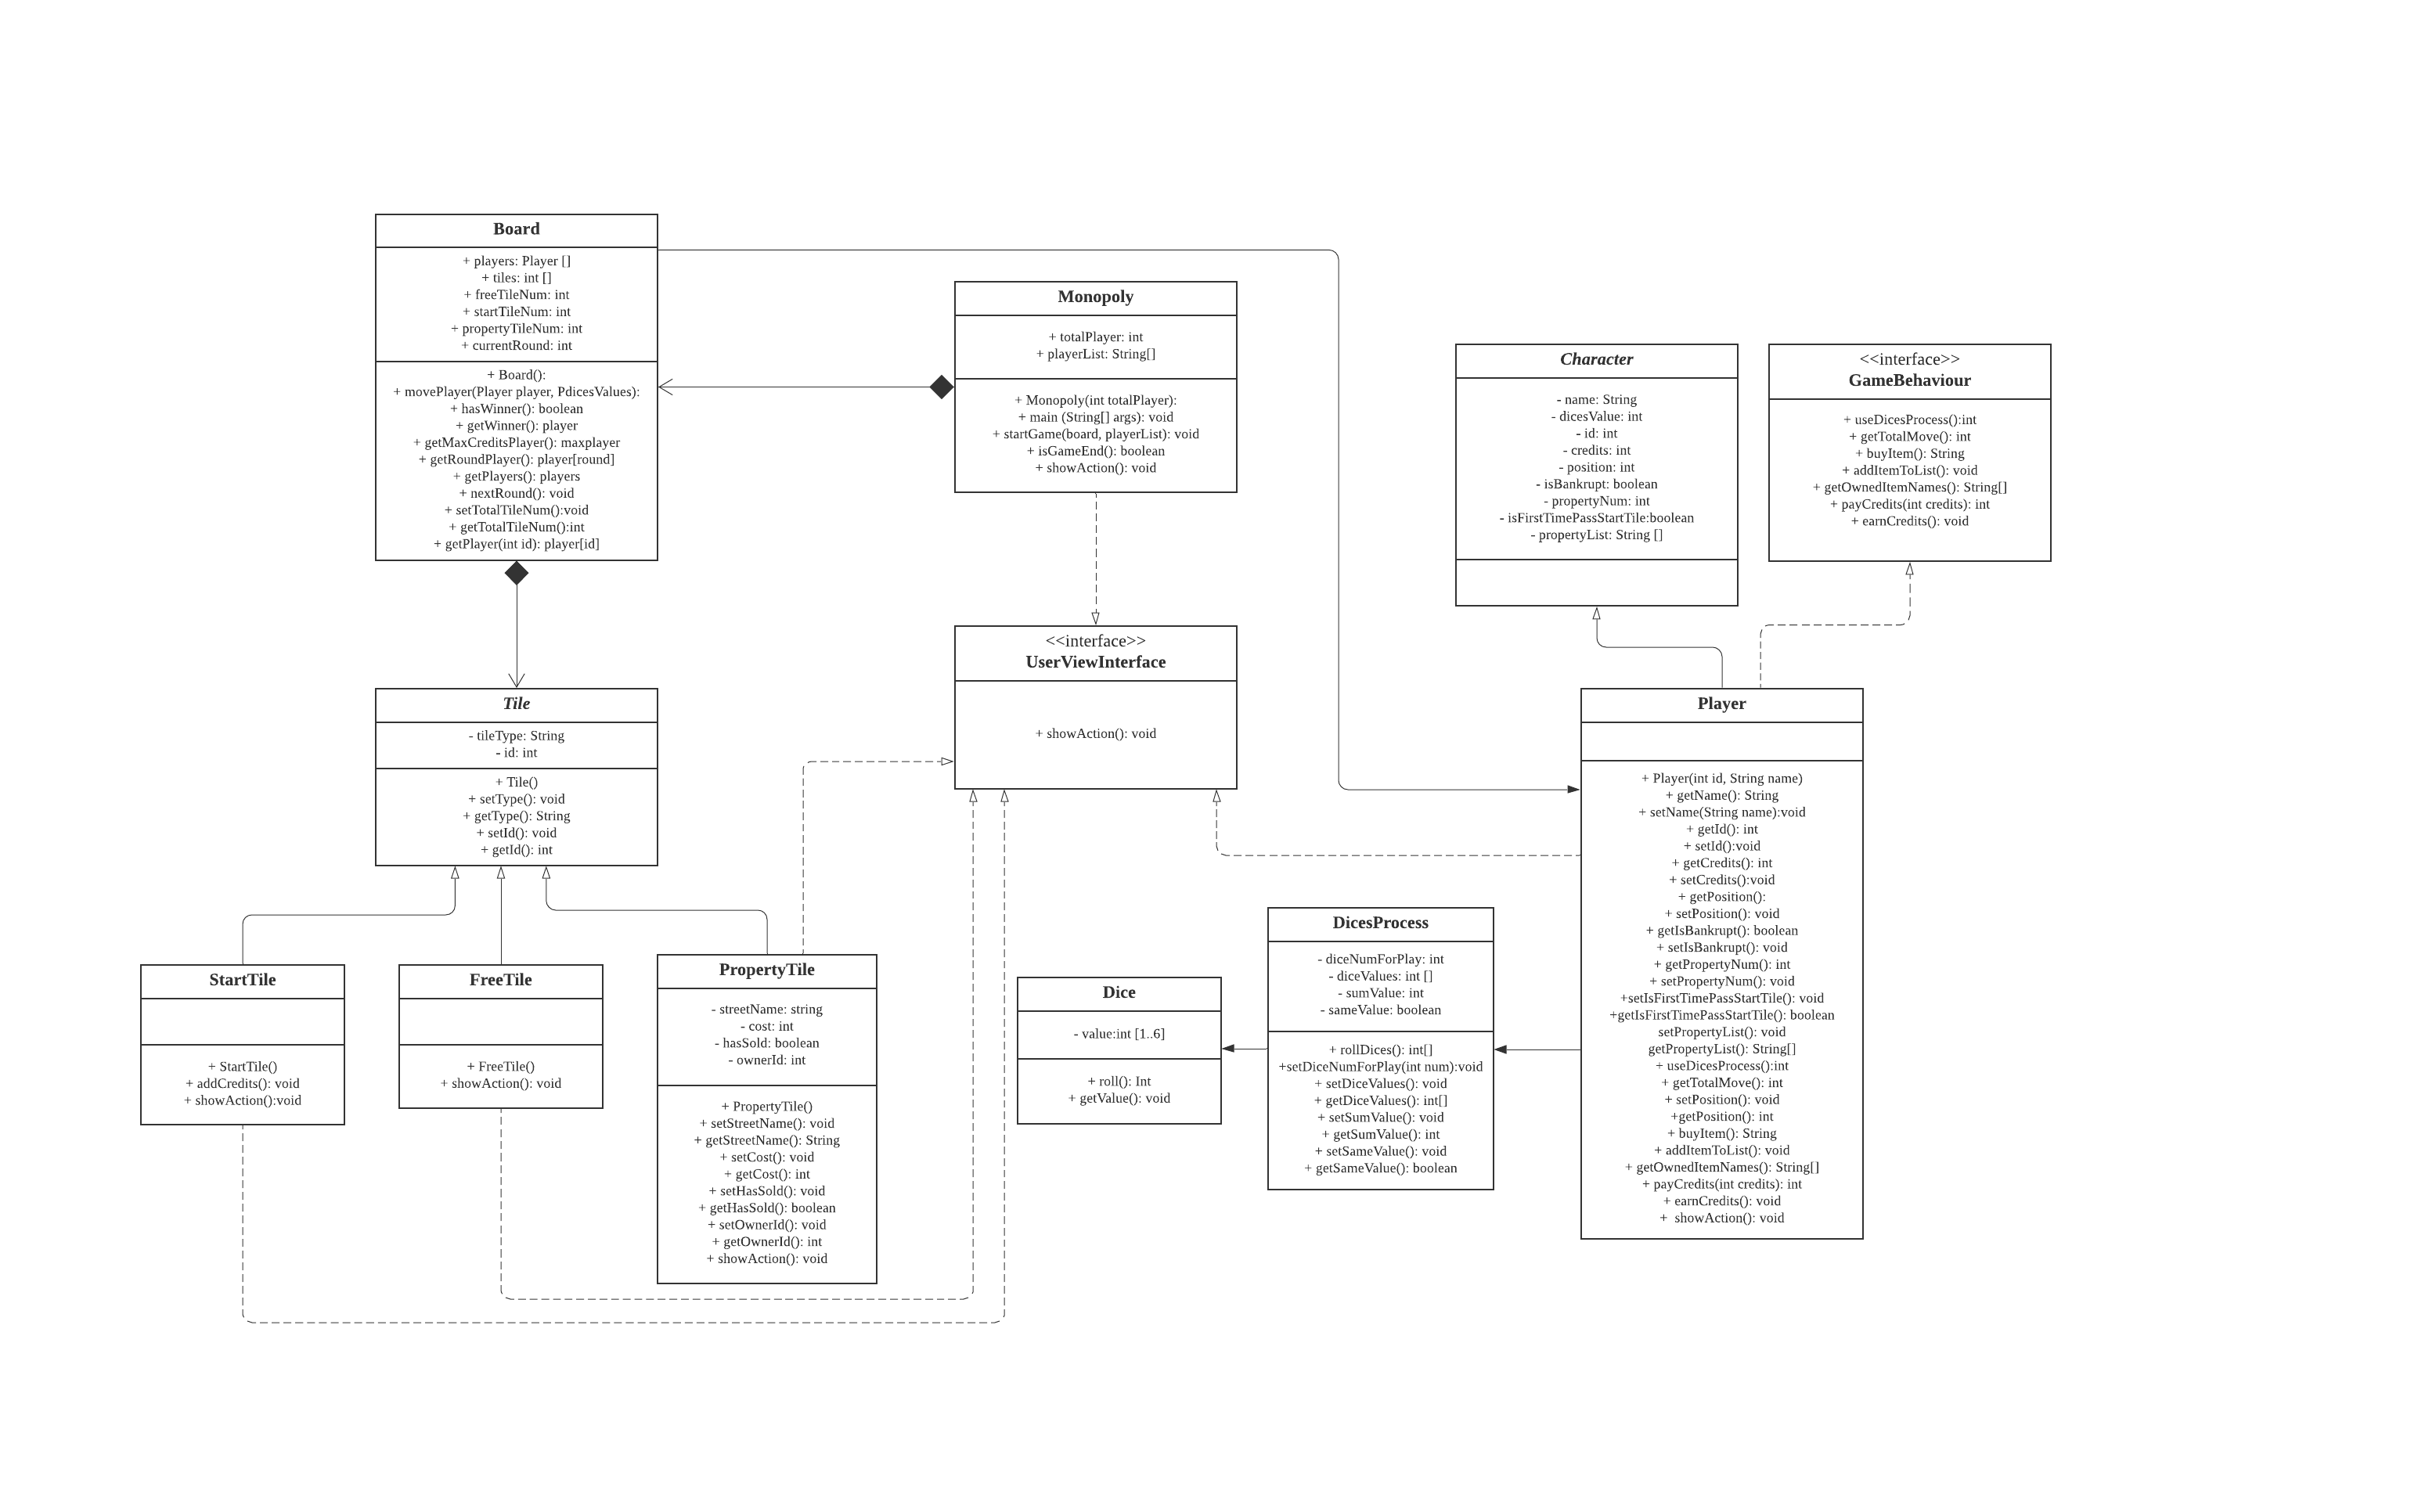 Board
+ players: Player []
+ tiles: int []
+ freeTileNum: int
+ startTileNum: int
+ propertyTileNum: int
+ currentRound: int
+ Board():
+ movePlayer(Player player, PdicesValues):
+ hasWinner(): boolean
+ getWinner(): player
+ getMaxCreditsPlayer(): maxplayer
+ getRoundPlayer(): player[round]
+ getPlayers(): players
+ nextRound(): void
+ setTotalTileNum():void
+ getTotalTileNum():int
+ getPlayer(int id): player[id]
Monopoly
+ totalPlayer: int
+ playerList: String[]
+ Monopoly(int totalPlayer):
+ main (String[] args): void
+ startGame(board, playerList): void
+ isGameEnd(): boolean
+ showAction(): void
Character
- name: String
- dicesValue: int
- id: int
- credits: int
- position: int
- isBankrupt: boolean
- propertyNum: int
- isFirstTimePassStartTile:boolean
- propertyList: String []
<<interface>>
GameBehaviour
+ useDicesProcess():int
+ getTotalMove(): int
+ buyItem(): String
+ addItemToList(): void
+ getOwnedItemNames(): String[]
+ payCredits(int credits): int
+ earnCredits(): void
<<interface>>
UserViewInterface
+ showAction(): void
Tile
- tileType: String
- id: int
+ Tile()
+ setType(): void
+ getType(): String
+ setId(): void
+ getId(): int
Player
+ Player(int id, String name)
+ getName(): String
+ setName(String name):void
+ getId(): int
+ setId():void
+ getCredits(): int
+ setCredits():void
+ getPosition():
+ setPosition(): void
+ getIsBankrupt(): boolean
+ setIsBankrupt(): void
+ getPropertyNum(): int
+ setPropertyNum(): void
+setIsFirstTimePassStartTile(): void
+getIsFirstTimePassStartTile(): boolean
setPropertyList(): void
getPropertyList(): String[]
+ useDicesProcess():int
+ getTotalMove(): int
+ setPosition(): void
+getPosition(): int
+ buyItem(): String
+ addItemToList(): void
+ getOwnedItemNames(): String[]
+ payCredits(int credits): int
+ earnCredits(): void
+ showAction(): void
StartTile
+ StartTile()
+ addCredits(): void
+ showAction():void
FreeTile
+ FreeTile()
+ showAction(): void
PropertyTile
- streetName: string
- cost: int
- hasSold: boolean
- ownerId: int
+ PropertyTile()
+ setStreetName(): void
+ getStreetName(): String
+ setCost(): void
+ getCost(): int
+ setHasSold(): void
+ getHasSold(): boolean
+ setOwnerId(): void
+ getOwnerId(): int
+ showAction(): void
Dice
- value:int [1..6]
+ roll(): Int
+ getValue(): void
DicesProcess
- diceNumForPlay: int
- diceValues: int []
- sumValue: int
- sameValue: boolean
+ rollDices(): int[]
+setDiceNumForPlay(int num):void
+ setDiceValues(): void
+ getDiceValues(): int[]
+ setSumValue(): void
+ getSumValue(): int
+ setSameValue(): void
+ getSameValue(): boolean